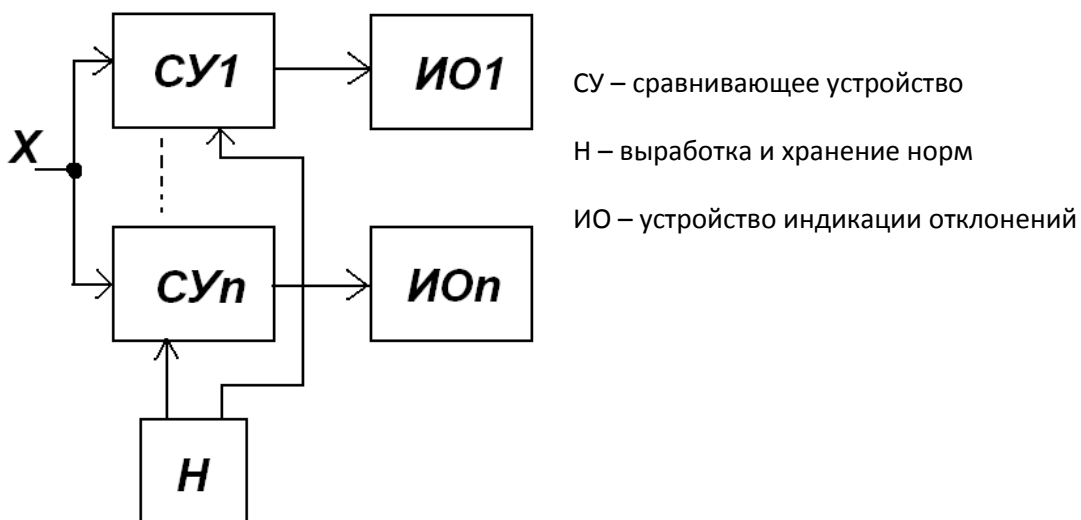 СУ1
ИО1
СУ – сравнивающее устройство
X
Н – выработка и хранение норм
ИО – устройство индикации отклонений
СУn
ИОn
Н